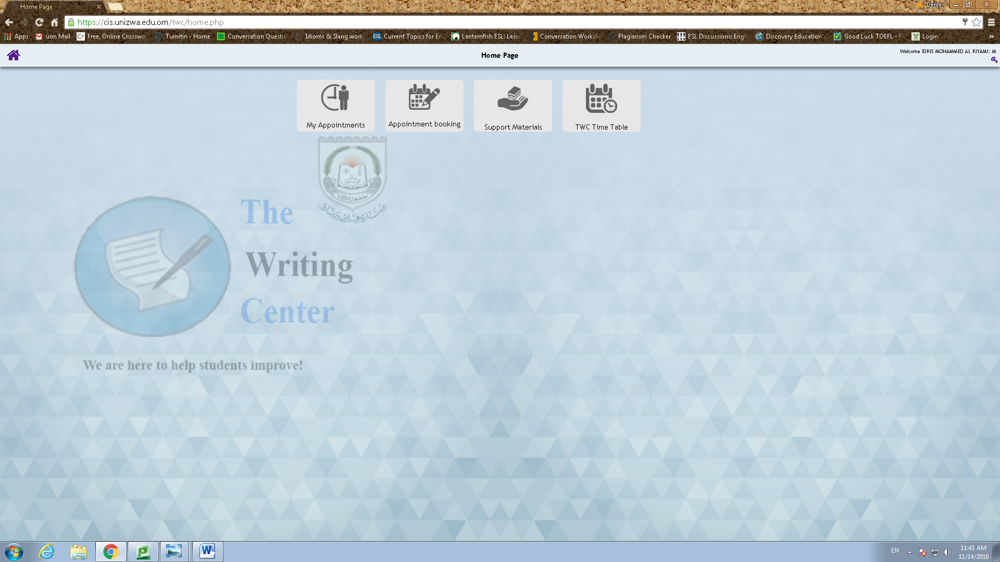 Home Page
Derek
https://cis.unizwa.edu.om/twc/home.php
Apps
uon Mail
Cr Free, Online Crosswo
Turnitin - Home
Conversation Questio
Idioms & Slang work
ESL Current Topics for En
Lanternfish ESL: Lesso
Conversation Worksh
Plagiarism Checker
ESL Discussions: Engli
Discovery Education's
Good Luck TOEFL - F
Login
»
Home Page
Welcome IDRIS MOHAMMED AL RIYAMI: M
My Appointments
Appointment booking
Support Materials
TWC Time Table
جامعة نزوى
The
Writing
Center
We are here to help students improve!
EN
11:41 AM
11/14/2016